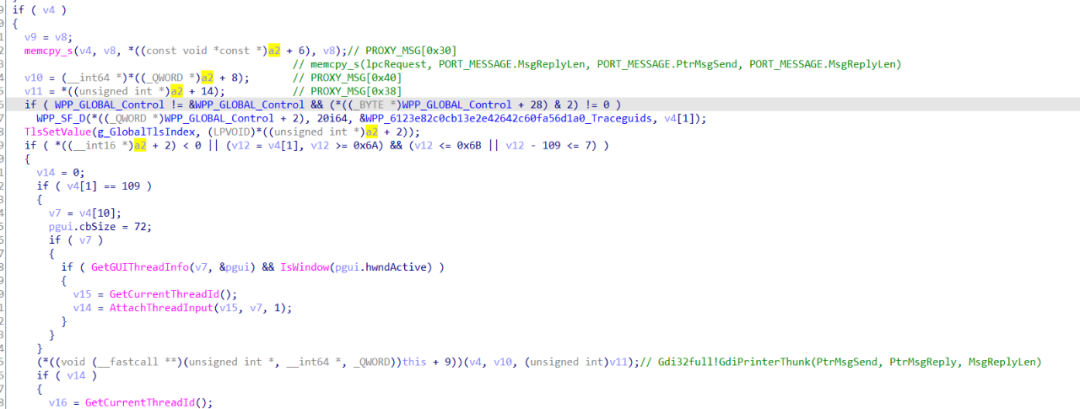 if ( v4 )
{
v9 = v8;
memcpy_s(v4, v8, *((const void *const *)a2 + 6), v8);// PROXY_MSG[0x30]
// memcpy_s(lpcRequest, PORT_MESSAGE.MsgReplyLen, PORT_MESSAGE.PtrMsgSend, PORT_MESSAGE.MsgReplyLen)
v10 = (__int64 *)*((_QWORD *)a2 + 8); // PROXY_MSG[0x40]
v11 = *((unsigned int *)a2 + 14); // PROXY_MSG[0x38]
if ( WPP_GLOBAL_Control != &WPP_GLOBAL_Control && (*((_BYTE *)WPP_GLOBAL_Control + 28) & 2) != 0 )
WPP_SF_D(*((_QWORD *)WPP_GLOBAL_Control + 2), 20i64, &WPP_6123e82c0cb13e2e42642c60fa56d1a0_Traceguids, v4[1]);
TlsSetValue(g_GlobalTlsIndex, (LPVOID)*((unsigned int *)a2 + 2));
if ( *((__int16 *)a2 + 2) < 0 || (v12 = v4[1], v12 >= 0x6A) && (v12 <= 0x6B || v12 - 109 <= 7) )
{
v14 = 0;
if ( v4[1] == 109 )
{
v7 = v4[10];
pgui.cbSize = 72;
if ( v7 )
{
if ( GetGUIThreadInfo(v7, &pgui) && IsWindow(pgui.hwndActive) )
{
v15 = GetCurrentThreadId();
v14 = AttachThreadInput(v15, v7, 1);
}
}
}
(*((void (__fastcall **)(unsigned int *, __int64 *, _QWORD))this + 9))(v4, v10, (unsigned int)v11);// Gdi32full!GdiPrinterThunk(PtrMsgSend, PtrMsgReply, MsgReplyLen)
if ( v14 )
{
v16 = GetCurrentThreadId();